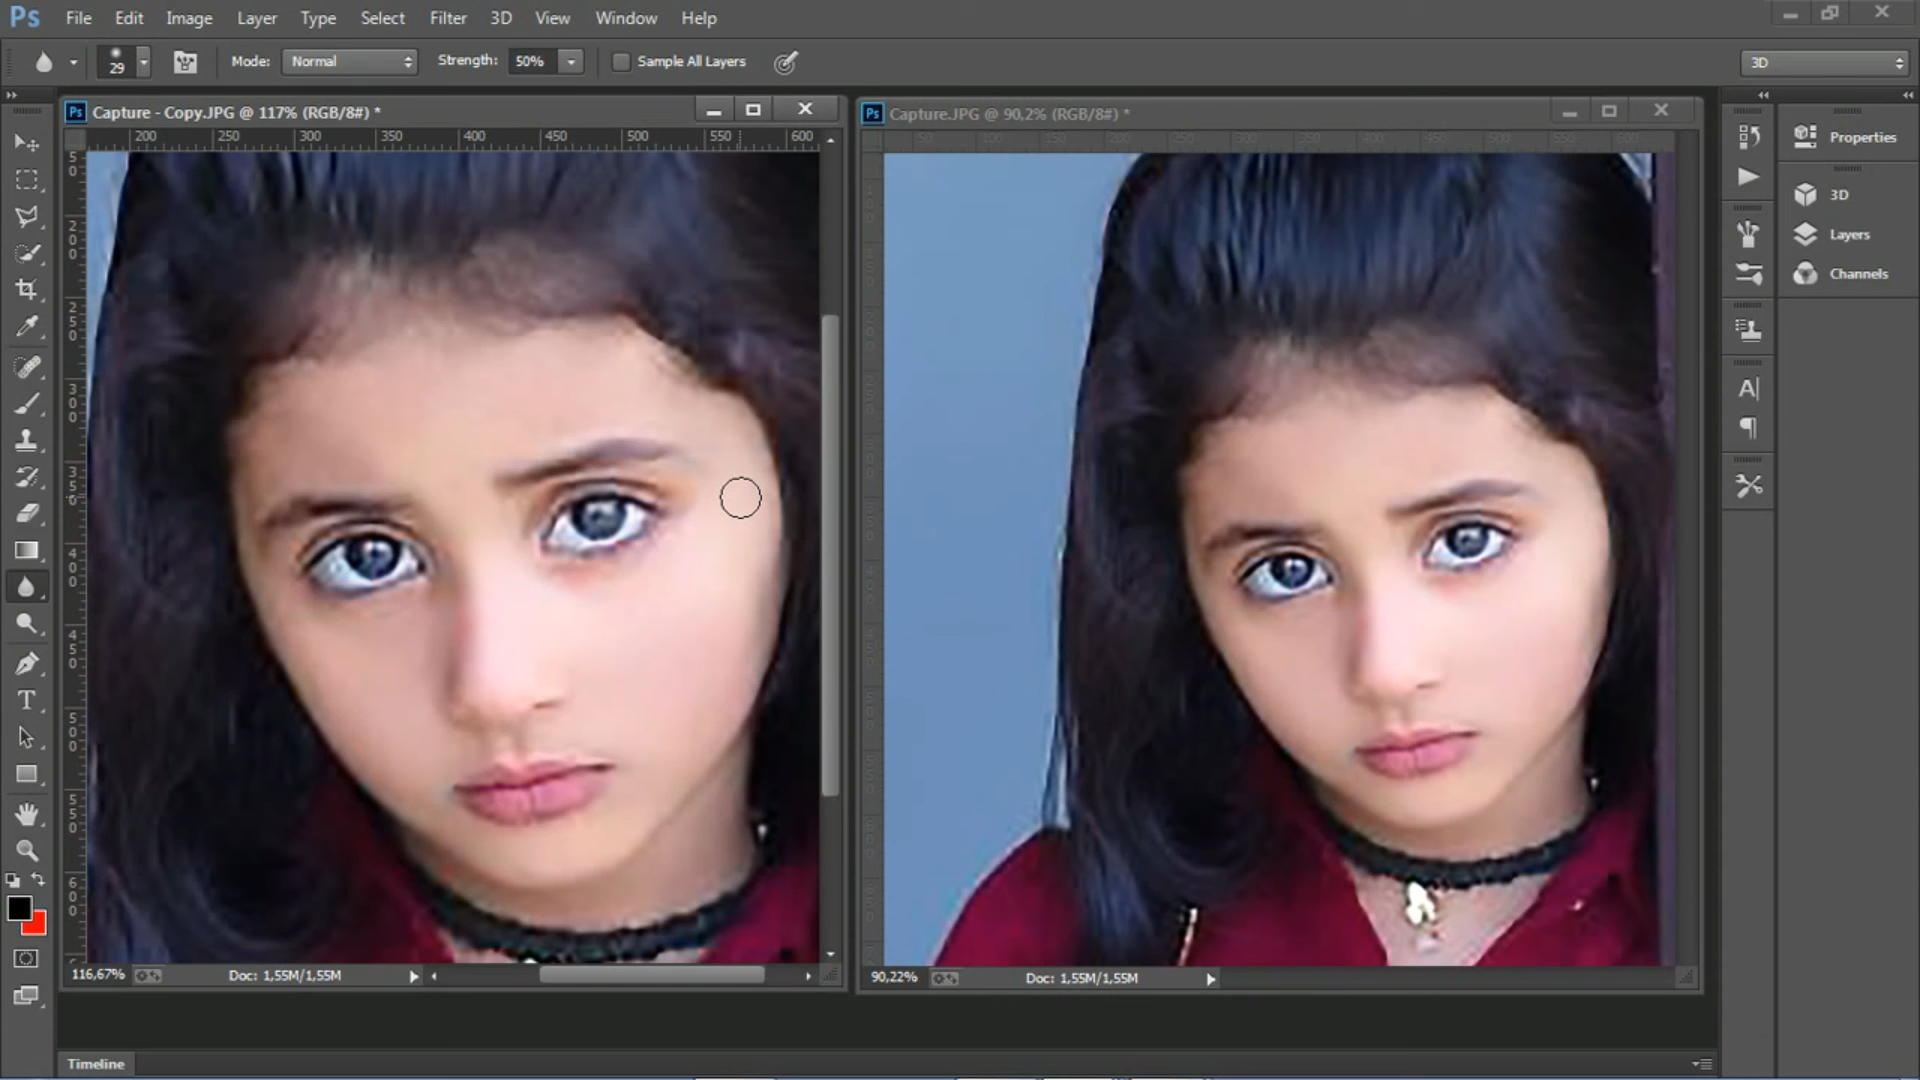 Ps File Edit Image Layer Type Select Filter 3D View Window Help
29 Mode: Normal Strength: 50% Sample All Layers 3D
Ps Capture - Copy.JPG @ 117% (RGB/8#) *
Ps Capture.JPG @ 90,2% (RGB/8#) *
200 250 300 350 400 450 500 550 600
Properties
3D
Layers
Channels
116,67% Doc: 1,55M/1,55M
90,22% Doc: 1,55M/1,55M
Timeline